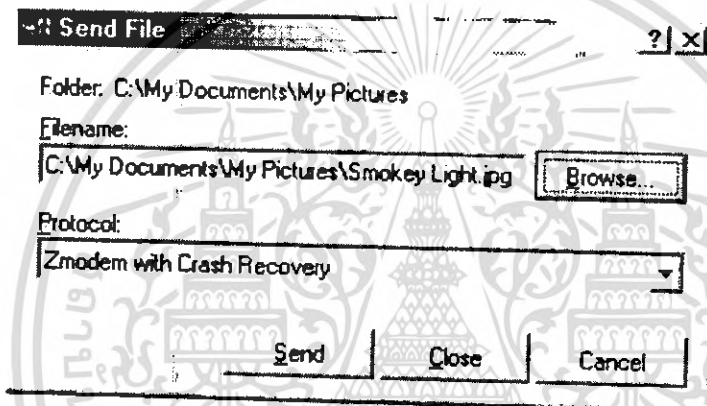 Send File
? X
Folder: C:\My Documents\My Pictures
Filename:
C:\My Documents\My Pictures\Smokey Light.jpg Browse...
Protocol:
Zmodem with Crash Recovery
Send Close Cancel